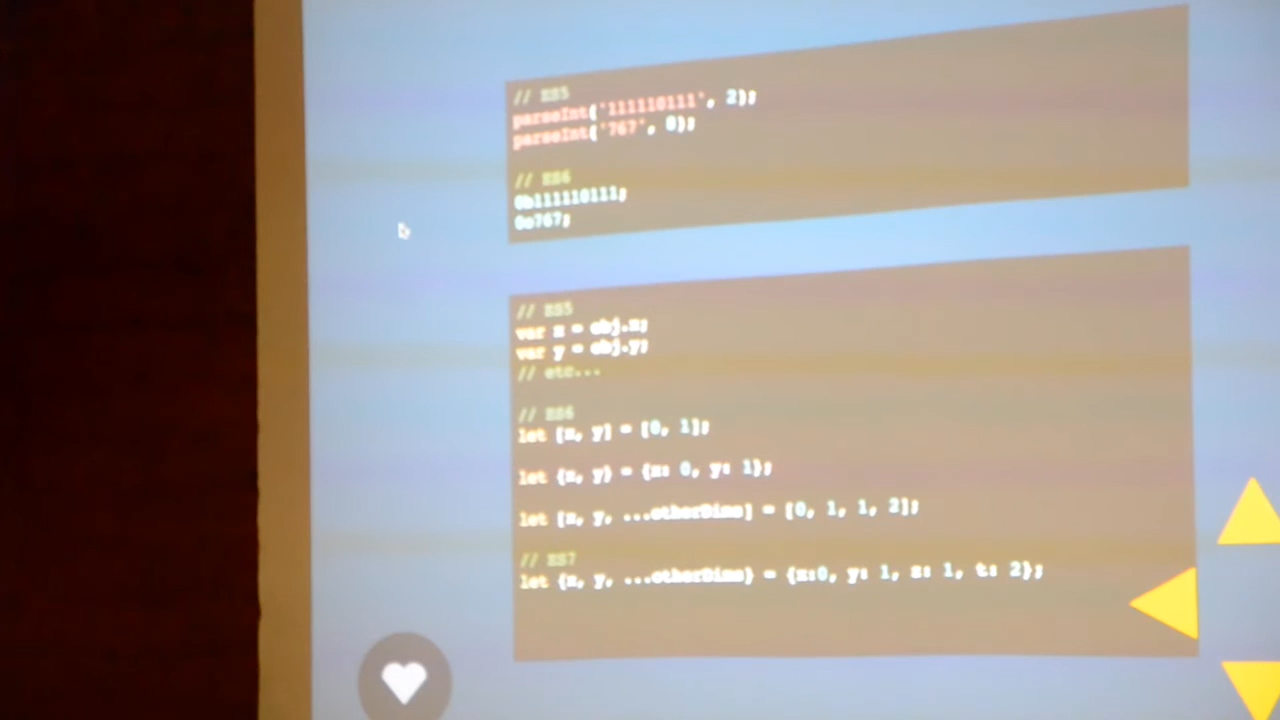 // ES5
parseInt('111110111', 2);
parseInt('767', 8);
// ES6
0b111110111;
0o767;
// ES5
var x = obj.x;
var y = obj.y;
// etc...
// ES6
let [x, y] = [0, 1];
let {x, y} = {x: 0, y: 1};
let [x, y, ...otherDims] = [0, 1, 1, 2];
// ES7
let {x, y, ...otherDims} = {x:0, y: 1, z: 1, t: 2};